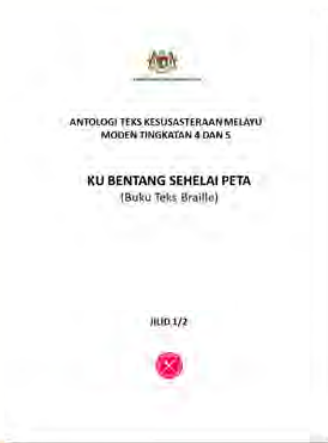 ANTOLOGI TEKS KESUSASTERAAN MELAYU
MODEN TINGKATAN 4 DAN 5
KU BENTANG SEHELAI PETA
(Buku Teks Braille)
JILID 1/2